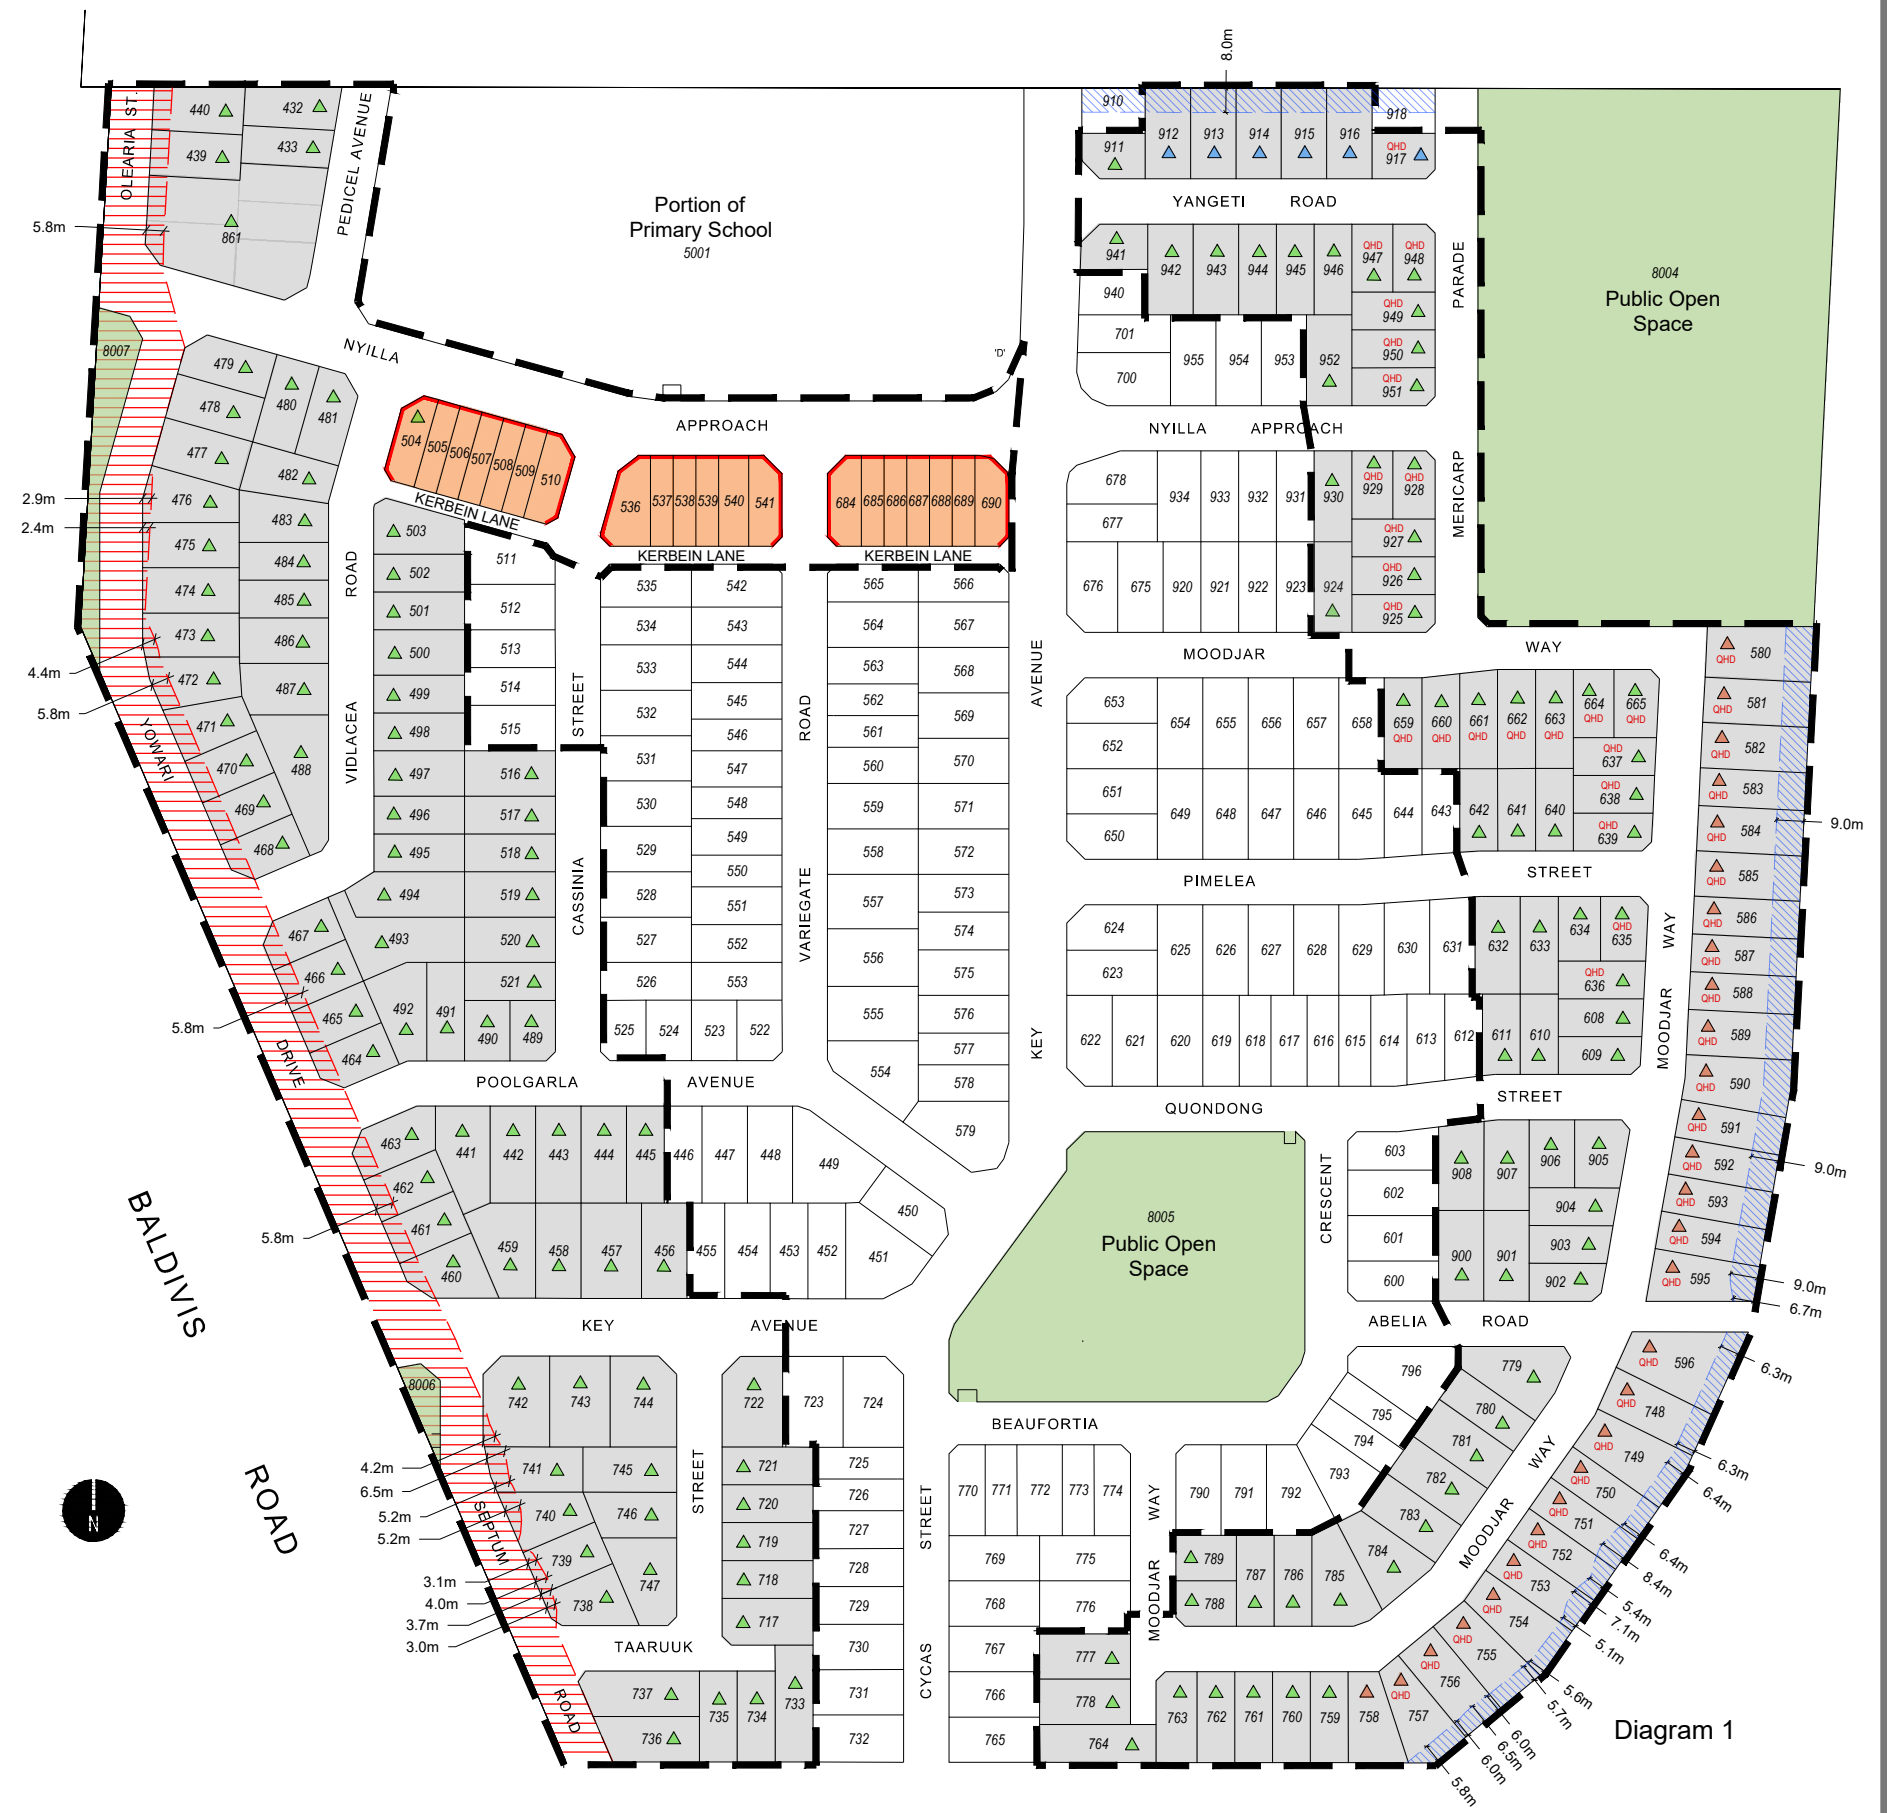 8.0m
OLEARIA ST.
440
432
439
433
861
5.8m
PEDICEL AVENUE
Portion of
Primary School
5001
'D'
910
912
913
914
915
916
918
911
QHD
917
YANGETI ROAD
941
942
943
944
945
946
QHD
947
QHD
948
940
QHD
949
701
955
954
953
952
QHD
950
700
QHD
951
PARADE
MERICARP
8004
Public Open
Space
8007
NYILLA
APPROACH
NYILLA APPROACH
479
480
481
478
477
482
476
2.9m
2.4m
475
483
484
474
485
473
486
4.4m
472
487
5.8m
471
470
488
469
468
YOWARI
DRIVE
VIDLACEA
ROAD
504
505
506
507
508
509
510
KERBEIN LANE
536
537
538
539
540
541
KERBEIN LANE
684
685
686
687
688
689
690
KERBEIN LANE
503
511
502
501
512
500
513
499
514
498
515
497
516
496
517
495
518
494
519
493
520
521
492
491
490
489
467
466
465
464
5.8m
CASSINIA
STREET
535
542
534
543
533
544
545
532
546
531
547
530
548
549
529
550
528
551
527
552
526
553
525
524
523
522
VARIEGATE
ROAD
565
566
564
567
563
568
562
561
569
560
570
559
571
558
572
557
573
574
556
575
555
576
577
554
578
579
KEY
AVENUE
678
934
933
932
931
930
QHD
929
QHD
928
677
QHD
927
676
675
920
921
922
923
924
QHD
926
QHD
925
MOODJAR
WAY
653
654
655
656
657
658
659
QHD
660
QHD
661
QHD
662
QHD
663
QHD
664
QHD
665
QHD
652
QHD
637
651
649
648
647
646
645
644
643
642
641
640
QHD
638
650
QHD
639
PIMELEA
STREET
624
625
626
627
628
629
630
631
632
633
634
QHD
635
623
QHD
636
622
621
620
619
618
617
616
615
614
613
612
611
610
608
609
QUONDONG
STREET
MOODJAR
WAY
QHD
580
QHD
581
QHD
582
QHD
583
QHD
584
9.0m
QHD
585
QHD
586
QHD
587
QHD
588
QHD
589
QHD
590
QHD
591
QHD
592
9.0m
QHD
593
QHD
594
QHD
595
9.0m
6.7m
POOLGARLA
AVENUE
463
441
442
443
444
445
446
447
448
449
462
461
450
5.8m
460
459
458
457
456
455
454
453
452
451
8005
Public Open
Space
CRESCENT
603
602
601
600
908
907
906
905
904
900
901
903
902
ABELIA
ROAD
BALDIVIS
ROAD
KEY
AVENUE
8006
742
743
744
722
723
724
4.2m
6.5m
5.2m
5.2m
3.1m
4.0m
3.7m
3.0m
741
745
740
746
739
747
738
SEPTUM
ROAD
STREET
721
725
720
726
719
727
718
728
717
729
730
731
732
733
TAARUUK
737
736
735
734
CYCAS
STREET
BEAUFORTIA
770
771
772
773
774
769
775
768
776
767
777
766
778
765
764
MOODJAR
WAY
796
779
795
780
794
781
793
782
790
791
792
783
789
784
788
787
786
785
763
762
761
760
759
758
MOODJAR
WAY
QHD
596
6.3m
QHD
748
QHD
749
6.3m
QHD
750
6.4m
QHD
751
6.4m
QHD
752
8.4m
QHD
753
5.4m
7.1m
QHD
754
5.1m
QHD
755
5.6m
5.7m
QHD
756
6.0m
6.5m
6.0m
QHD
757
5.8m
N
Diagram 1